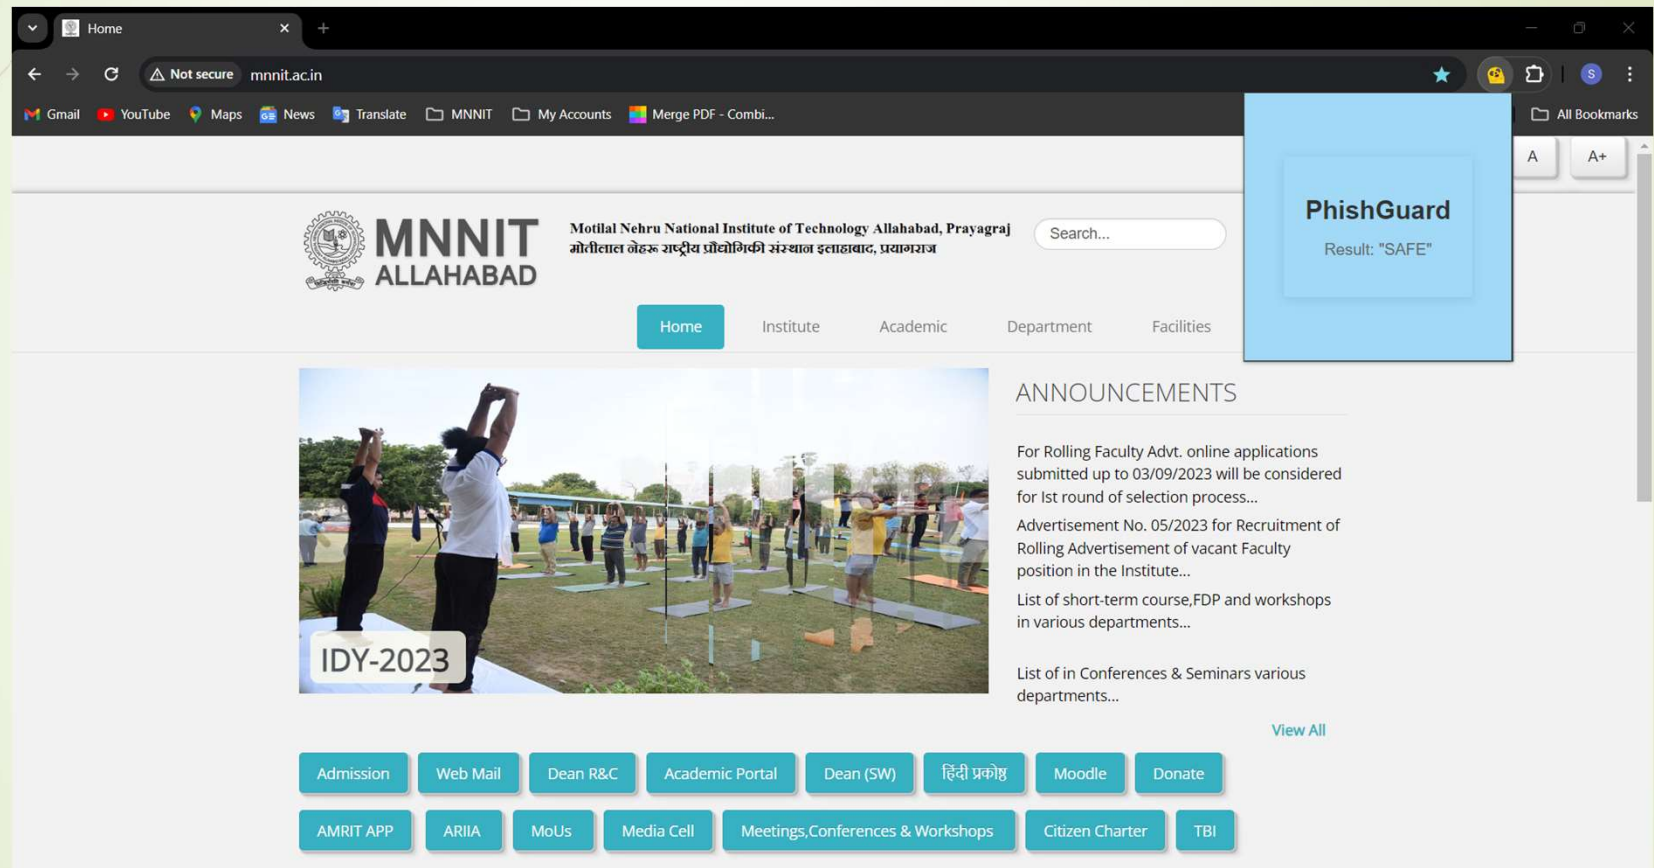 Home
Not secure mnnit.ac.in
S
Gmail YouTube Maps News Translate MNNIT My Accounts Merge PDF - Combi... All Bookmarks
A A+
PhishGuard
Result: "SAFE"
MNNIT
ALLAHABAD
Motilal Nehru National Institute of Technology Allahabad, Prayagraj
मोतीलाल नेहरू राष्ट्रीय प्रौद्योगिकी संस्थान इलाहाबाद, प्रयागराज
Search...
Home Institute Academic Department Facilities
IDY-2023
ANNOUNCEMENTS
For Rolling Faculty Advt. online applications
submitted up to 03/09/2023 will be considered
for Ist round of selection process...
Advertisement No. 05/2023 for Recruitment of
Rolling Advertisement of vacant Faculty
position in the Institute...
List of short-term course,FDP and workshops
in various departments...
List of in Conferences & Seminars various
departments...
View All
Admission Web Mail Dean R&C Academic Portal Dean (SW) हिंदी प्रकोष्ठ Moodle Donate
AMRIT APP ARIIA MoUs Media Cell Meetings,Conferences & Workshops Citizen Charter TBI